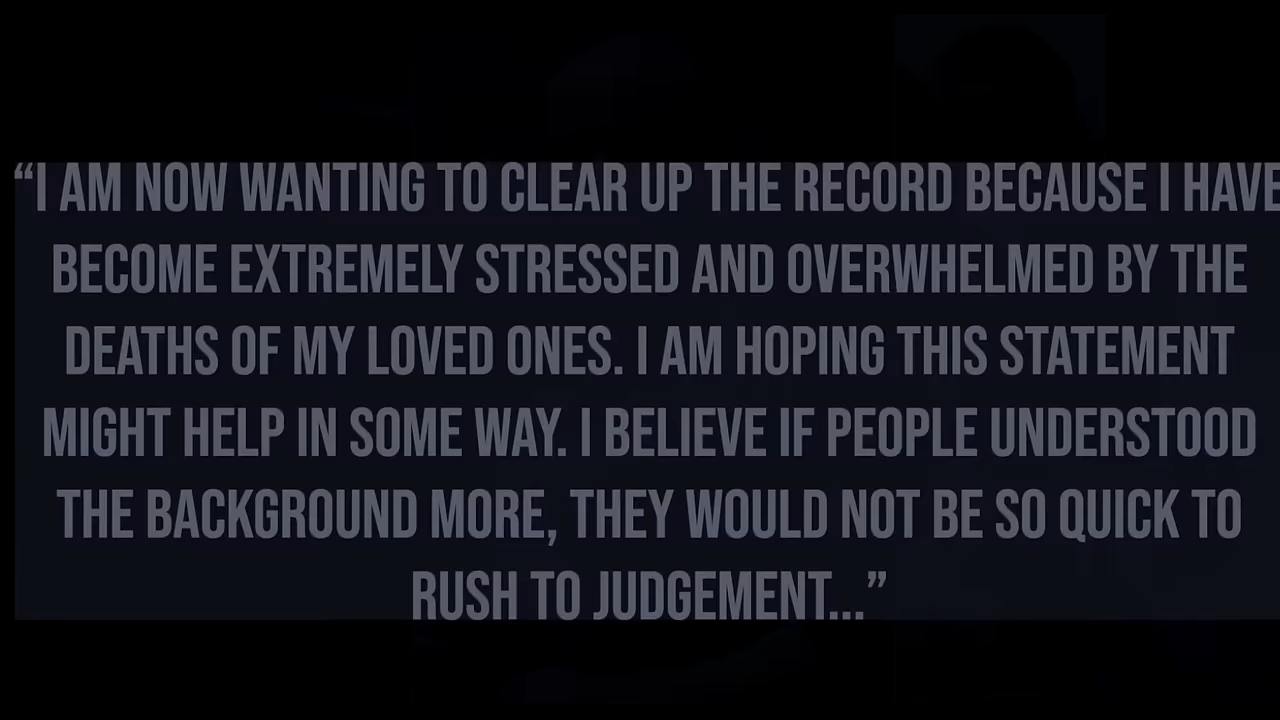 “I AM NOW WANTING TO CLEAR UP THE RECORD BECAUSE I HAVE
BECOME EXTREMELY STRESSED AND OVERWHELMED BY THE
DEATHS OF MY LOVED ONES. I AM HOPING THIS STATEMENT
MIGHT HELP IN SOME WAY. I BELIEVE IF PEOPLE UNDERSTOOD
THE BACKGROUND MORE, THEY WOULD NOT BE SO QUICK TO
RUSH TO JUDGEMENT...”